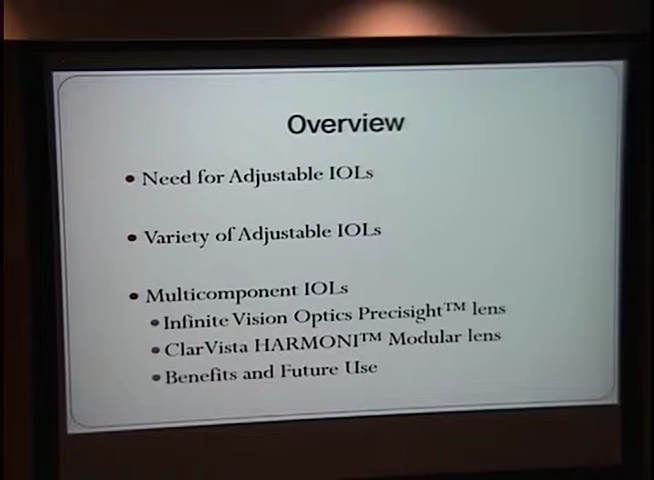 Overview
• Need for Adjustable IOLs
• Variety of Adjustable IOLs
• Multicomponent IOLs
• Infinite Vision Optics Precisight™ lens
• ClarVista HARMONI™ Modular lens
• Benefits and Future Use